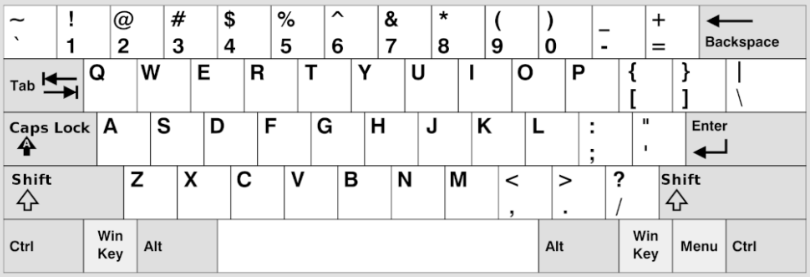 ~ ! @ # $ % ^ & * ( ) _ +
` 1 2 3 4 5 6 7 8 9 0 - = Backspace
Tab Q W E R T Y U I O P { } |
[ ] \
Caps Lock A S D F G H J K L : " Enter
; '
Shift Z X C V B N M < > ? Shift
, . /
Ctrl Win Key Alt Alt Win Key Menu Ctrl